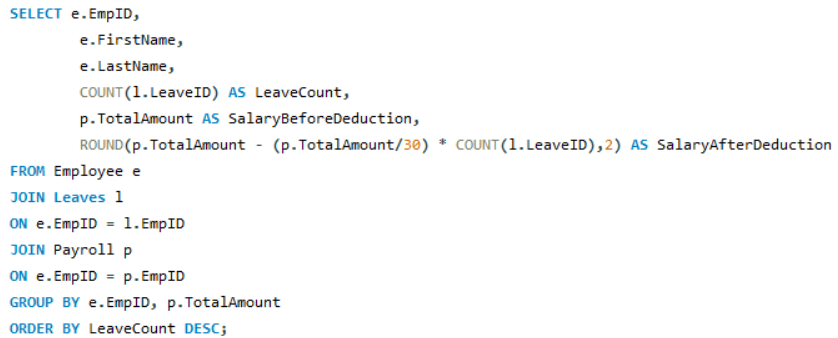 SELECT e.EmpID,
e.FirstName,
e.LastName,
COUNT(l.LeaveID) AS LeaveCount,
p.TotalAmount AS SalaryBeforeDeduction,
ROUND(p.TotalAmount - (p.TotalAmount/30) * COUNT(l.LeaveID),2) AS SalaryAfterDeduction
FROM Employee e
JOIN Leaves l
ON e.EmpID = l.EmpID
JOIN Payroll p
ON e.EmpID = p.EmpID
GROUP BY e.EmpID, p.TotalAmount
ORDER BY LeaveCount DESC;